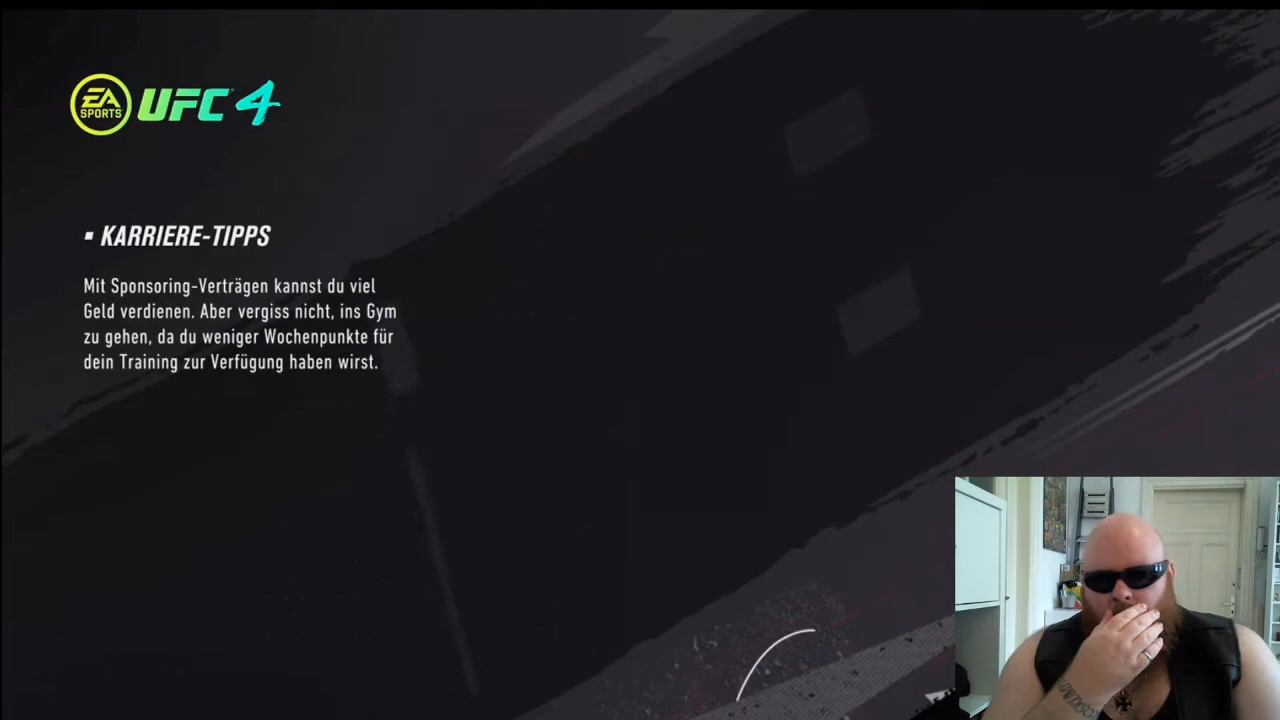 EA
SPORTS
UFC 4
KARRIERE-TIPPS
Mit Sponsoring-Verträgen kannst du viel
Geld verdienen. Aber vergiss nicht, ins Gym
zu gehen, da du weniger Wochenpunkte für
dein Training zur Verfügung haben wirst.